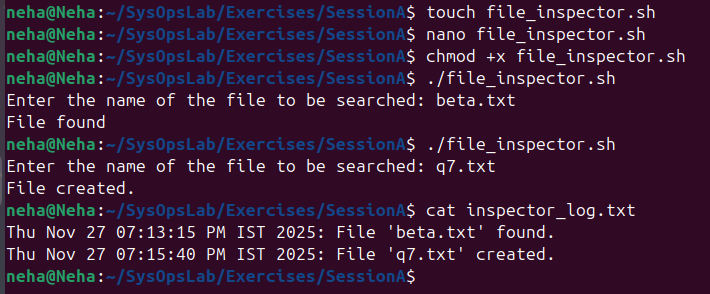 neha@Neha:~/SysOpsLab/Exercises/SessionA$ touch file_inspector.sh
neha@Neha:~/SysOpsLab/Exercises/SessionA$ nano file_inspector.sh
neha@Neha:~/SysOpsLab/Exercises/SessionA$ chmod +x file_inspector.sh
neha@Neha:~/SysOpsLab/Exercises/SessionA$ ./file_inspector.sh
Enter the name of the file to be searched: beta.txt
File found
neha@Neha:~/SysOpsLab/Exercises/SessionA$ ./file_inspector.sh
Enter the name of the file to be searched: q7.txt
File created.
neha@Neha:~/SysOpsLab/Exercises/SessionA$ cat inspector_log.txt
Thu Nov 27 07:13:15 PM IST 2025: File 'beta.txt' found.
Thu Nov 27 07:15:40 PM IST 2025: File 'q7.txt' created.
neha@Neha:~/SysOpsLab/Exercises/SessionA$